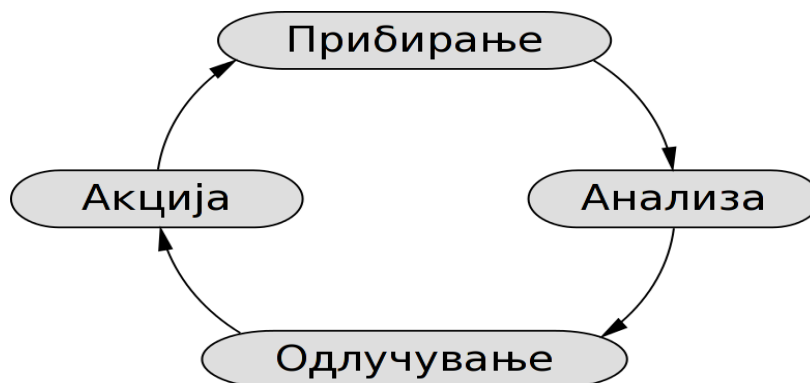 Прибирање
Акција
Анализа
Одлучување